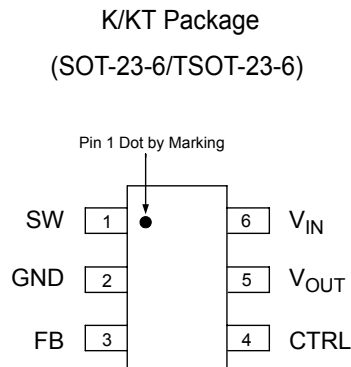 K/KT Package
(SOT-23-6/TSOT-23-6)
Pin 1 Dot by Marking
SW 1 6 VIN
GND 2 5 VOUT
FB 3 4 CTRL